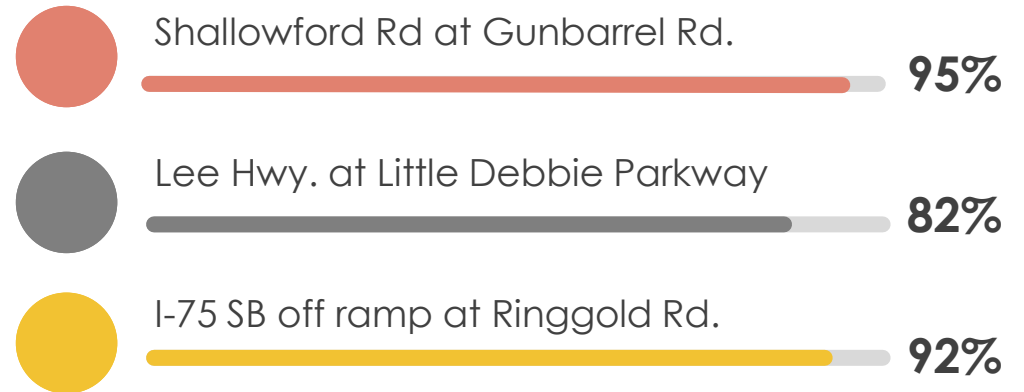 Shallowford Rd at Gunbarrel Rd.
95%
Lee Hwy. at Little Debbie Parkway
82%
I-75 SB off ramp at Ringgold Rd.
92%